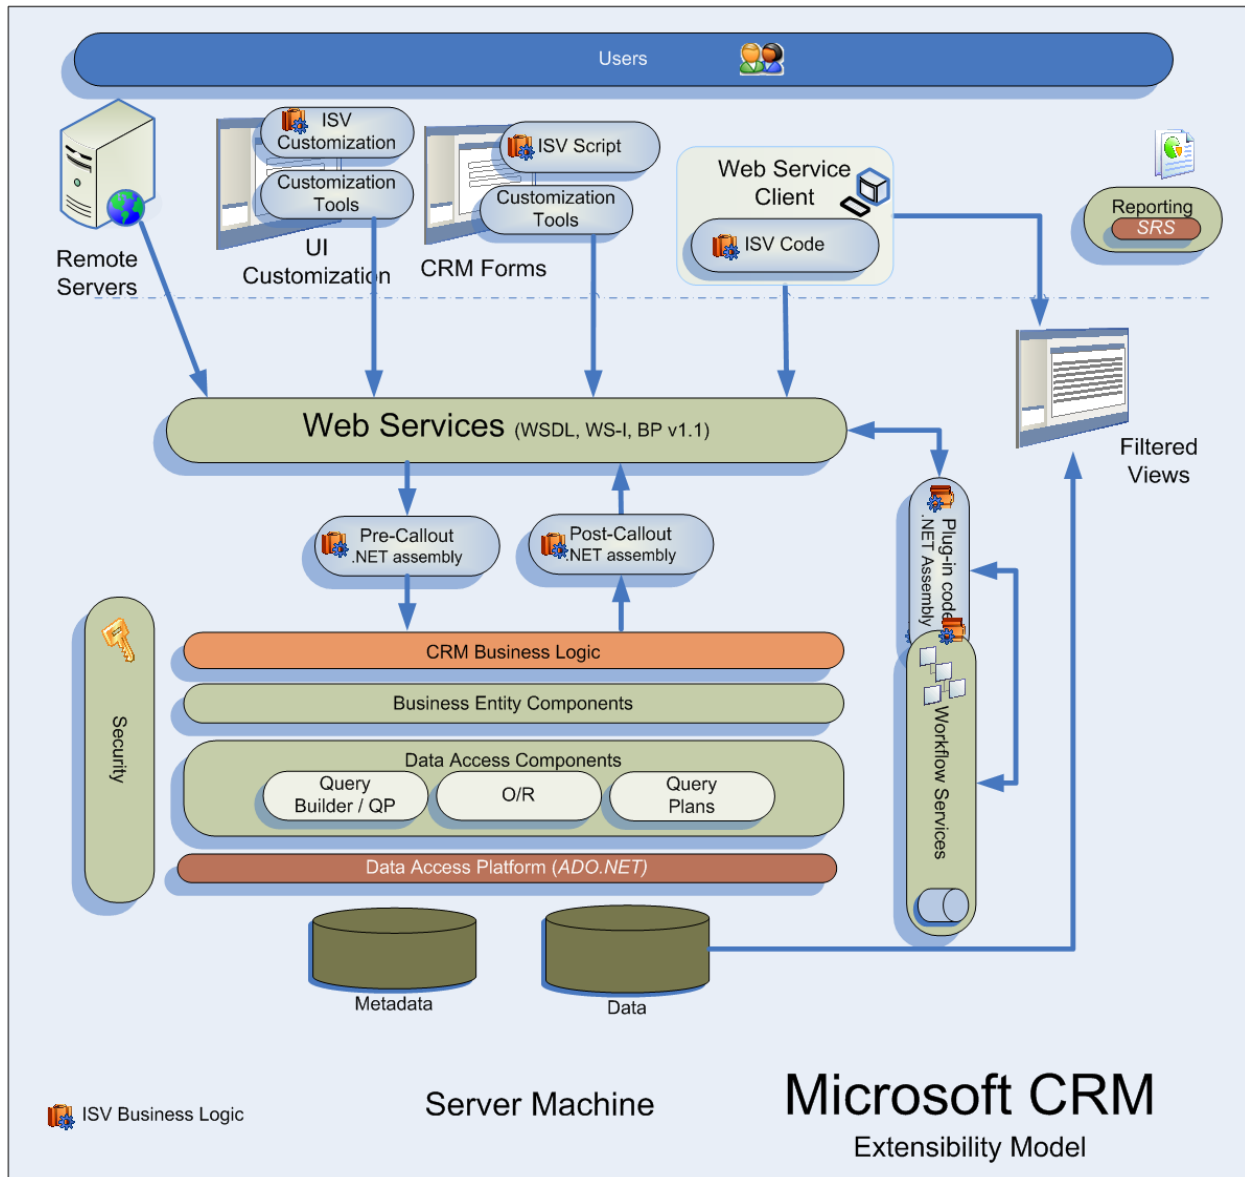 Users
ISV
Customization
Customization
Tools
UI
Customization
ISV Script
Customization
Tools
CRM Forms
Remote
Servers
Web Service
Client
ISV Code
Reporting
SRS
Web Services (WSDL, WS-I, BP v1.1)
Filtered
Views
Pre-Callout
.NET assembly
Post-Callout
.NET assembly
Plug-in code
.NET Assembly
Security
CRM Business Logic
Business Entity Components
Data Access Components
Query
Builder / QP
O/R
Query
Plans
Workflow Services
Data Access Platform (ADO.NET)
Metadata
Data
ISV Business Logic
Server Machine
Microsoft CRM
Extensibility Model